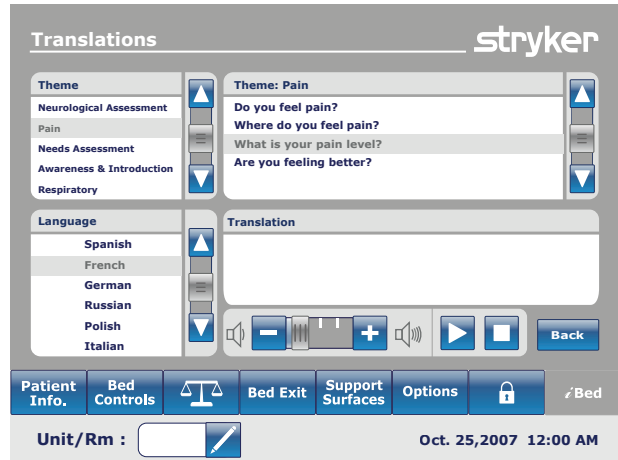 Translations
stryker
Theme
Neurological Assessment
Pain
Needs Assessment
Awareness & Introduction
Respiratory
Theme: Pain
Do you feel pain?
Where do you feel pain?
What is your pain level?
Are you feeling better?
Language
Spanish
French
German
Russian
Polish
Italian
Translation
Back
Patient
Info.
Bed
Controls
Bed Exit
Support
Surfaces
Options
iBed
Unit/Rm :
Oct. 25,2007 12:00 AM